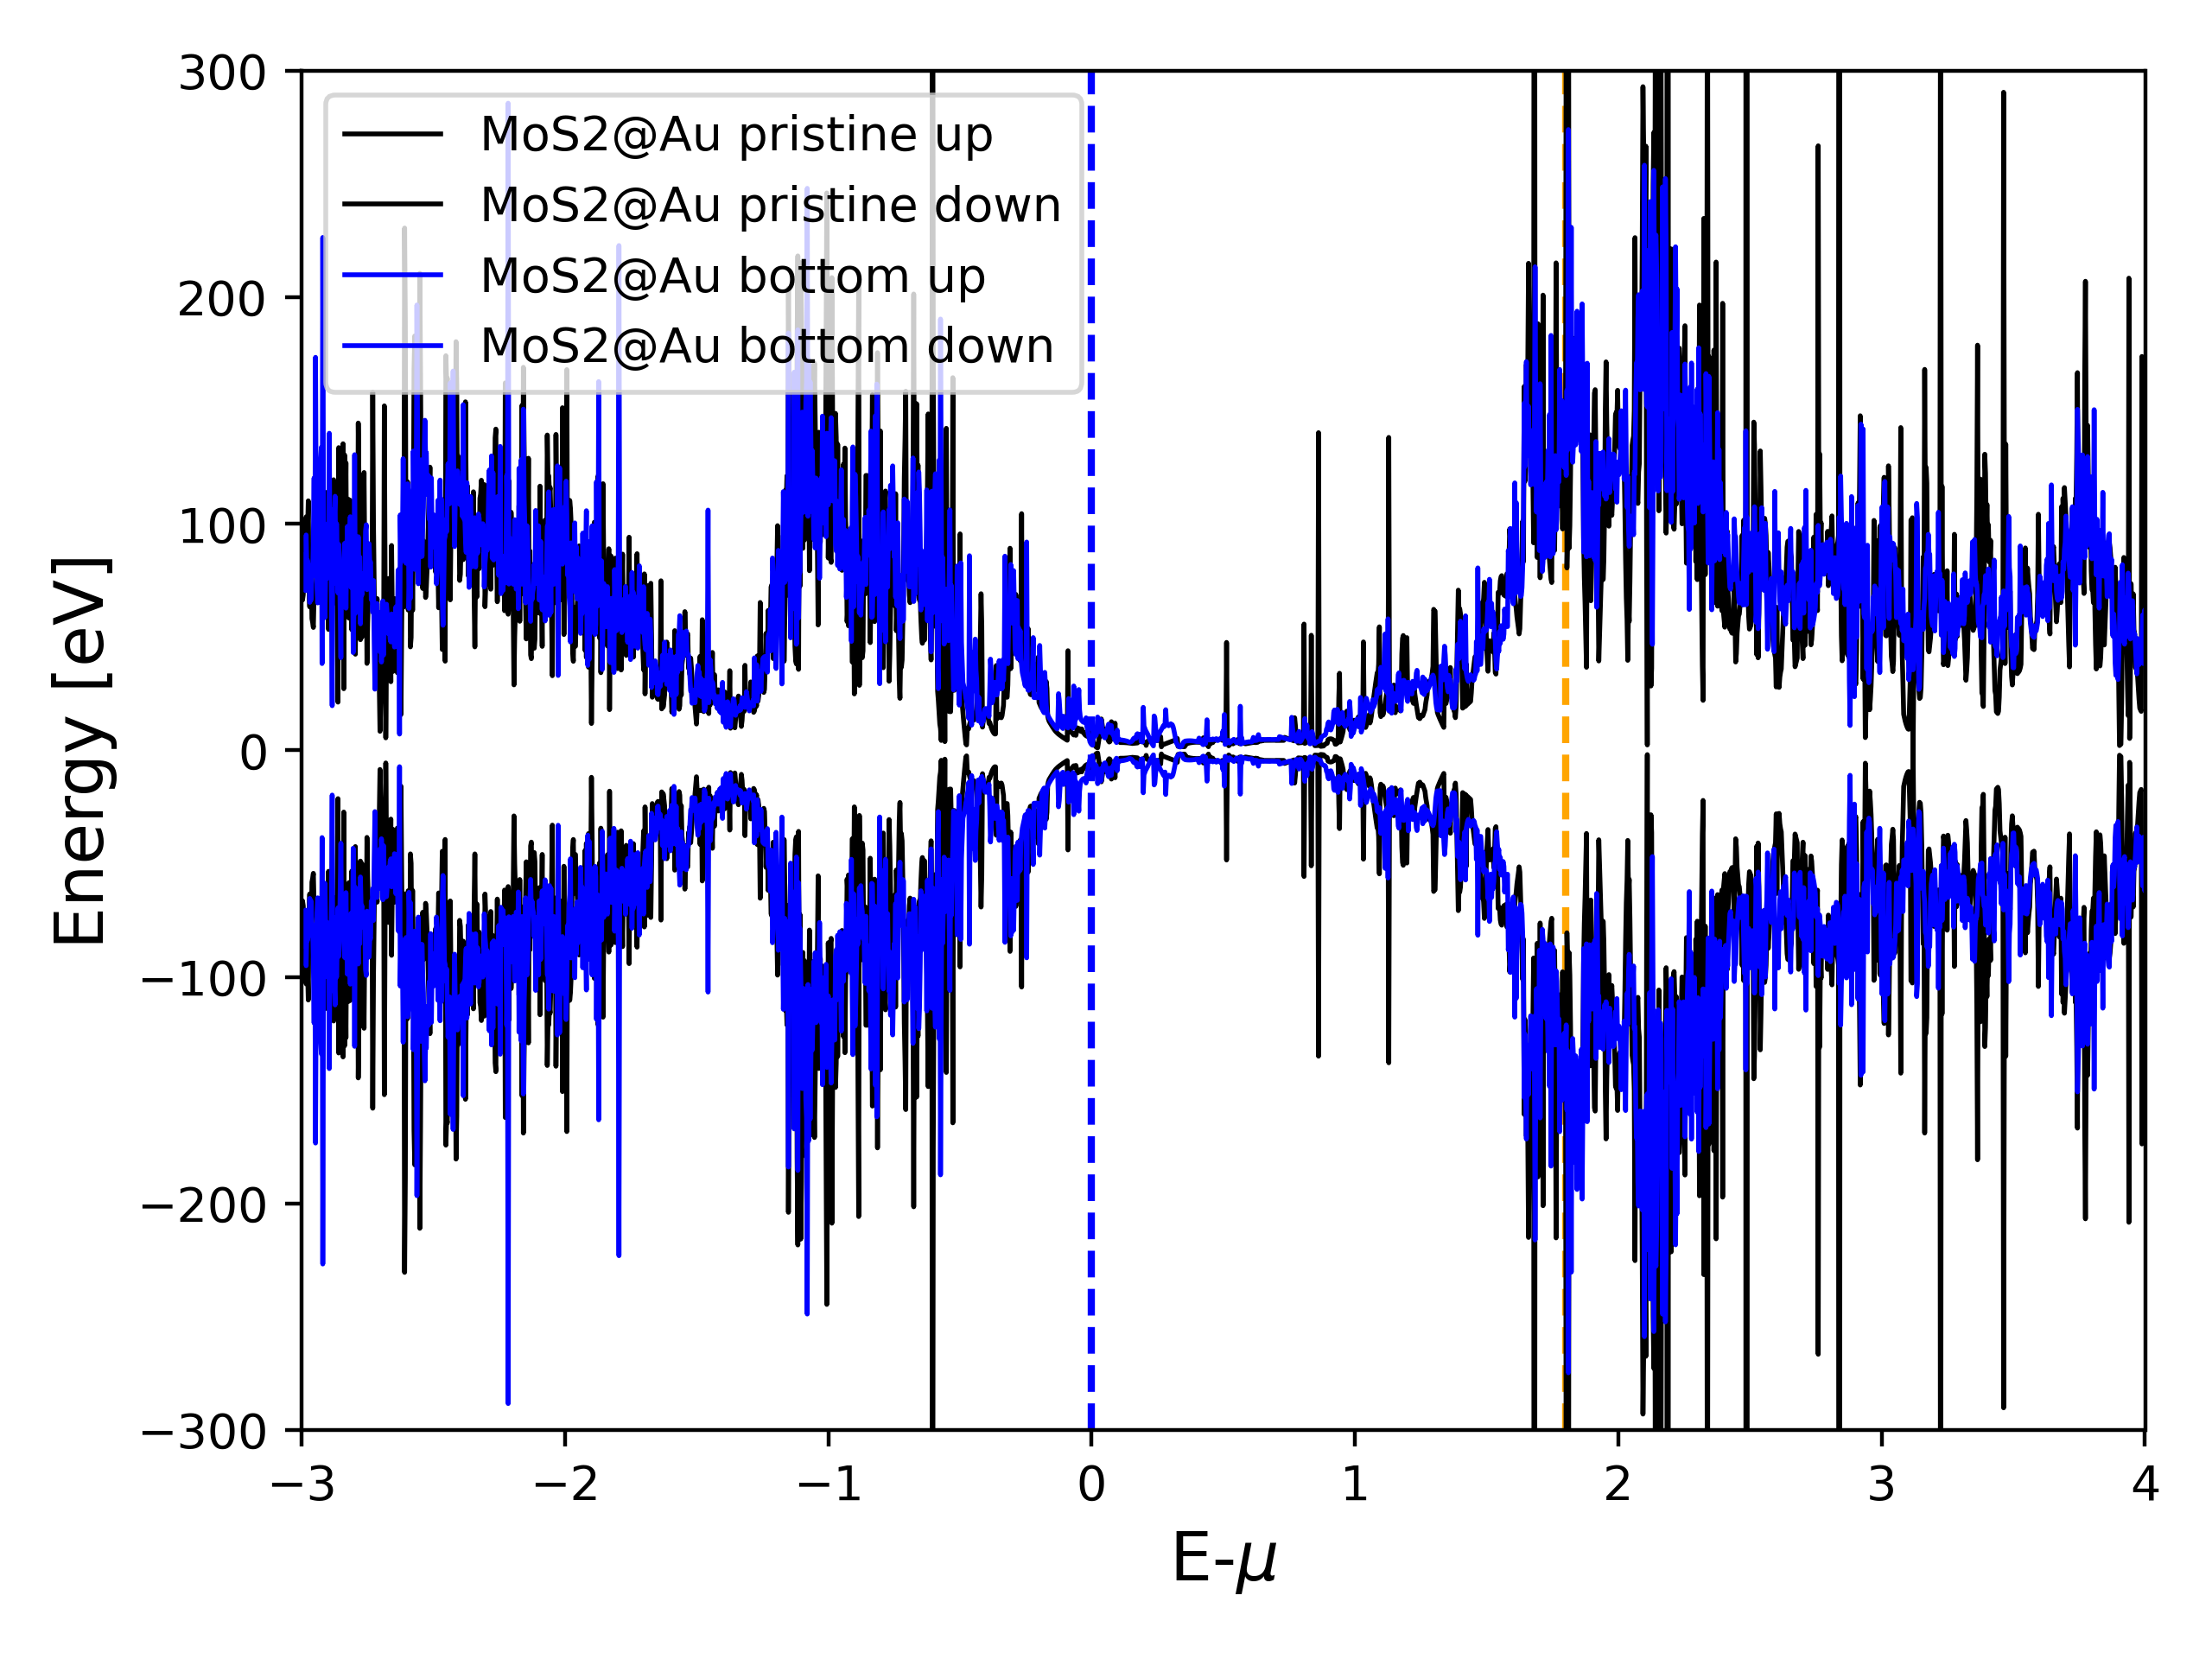 300
200
100
0
−100
−200
−300
Energy [eV]
MoS2@Au pristine up
MoS2@Au pristine down
MoS2@Au bottom up
MoS2@Au bottom down
−3 −2 −1 0 1 2 3 4
E-μ